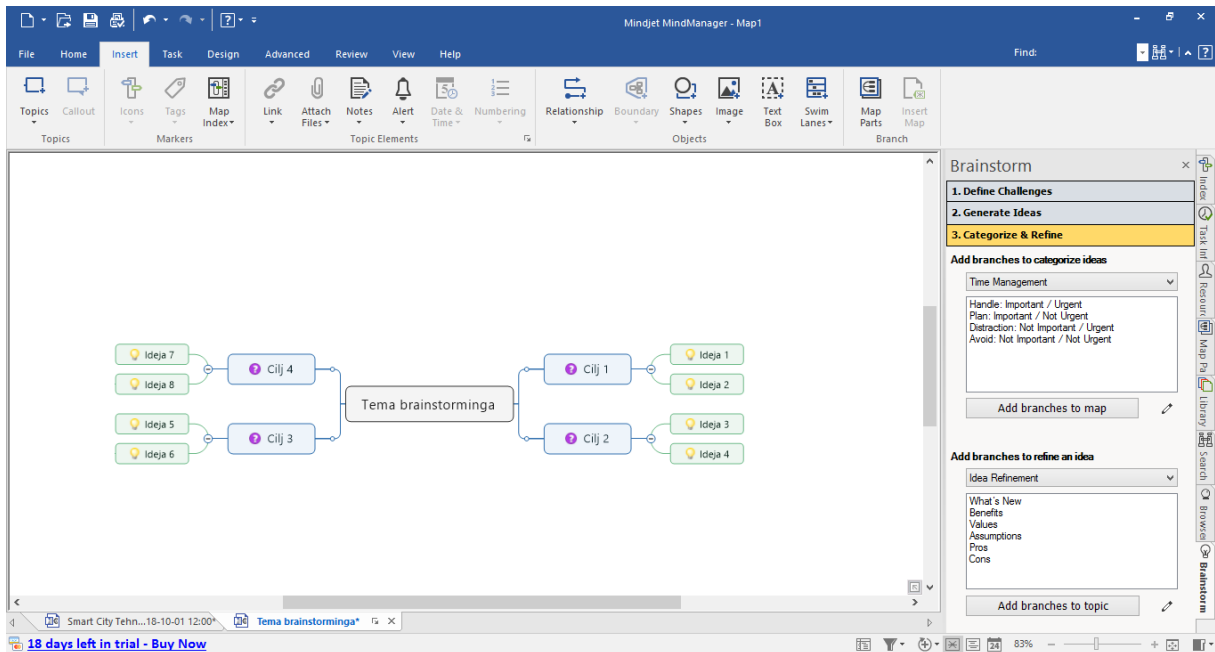 Mindjet MindManager - Map1
File Home Insert Task Design Advanced Review View Help Find:
Topics Callout Icons Tags Map Index Link Attach Files Notes Alert Date & Time Numbering Relationship Boundary Shapes Image Text Box Swim Lanes Map Parts Insert Map
Topics Markers Topic Elements Objects Branch
Tema brainstorminga
Cilj 1
Ideja 1
Ideja 2
Cilj 2
Ideja 3
Ideja 4
Cilj 3
Ideja 5
Ideja 6
Cilj 4
Ideja 7
Ideja 8
Brainstorm
1. Define Challenges
2. Generate Ideas
3. Categorize & Refine
Add branches to categorize ideas
Time Management
Handle: Important / Urgent
Plan: Important / Not Urgent
Distraction: Not Important / Urgent
Avoid: Not Important / Not Urgent
Add branches to map
Add branches to refine an idea
Idea Refinement
What's New
Benefits
Values
Assumptions
Pros
Cons
Add branches to topic
Index
Task Inf
Resourc
Map Pa
Library
Search
Browser
Brainstorm
Smart City Tehn...18-10-01 12:00* Tema brainstorminga*
18 days left in trial - Buy Now
24 83%